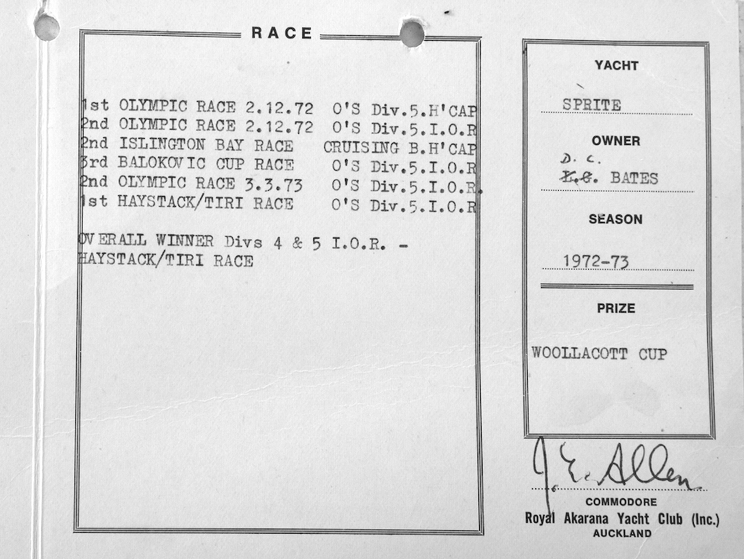 RACE
1st OLYMPIC RACE 2.12.72 O'S Div.5.H'CAP
2nd OLYMPIC RACE 2.12.72 O'S Div.5.I.O.R
2nd ISLINGTON BAY RACE CRUISING B.H'CAP
3rd BALOKOVIC CUP RACE O'S Div.5.I.O.R
2nd OLYMPIC RACE 3.3.73 O'S Div.5.I.O.R.
1st HAYSTACK/TIRI RACE O'S Div.5.I.O.R
OVERALL WINNER Divs 4 & 5 I.O.R. -
HAYSTACK/TIRI RACE
YACHT
SPRITE
OWNER
D. C.
BATES
SEASON
1972-73
PRIZE
WOOLLACOTT CUP
J. E. Allen.
COMMODORE
Royal Akarana Yacht Club (Inc.)
AUCKLAND